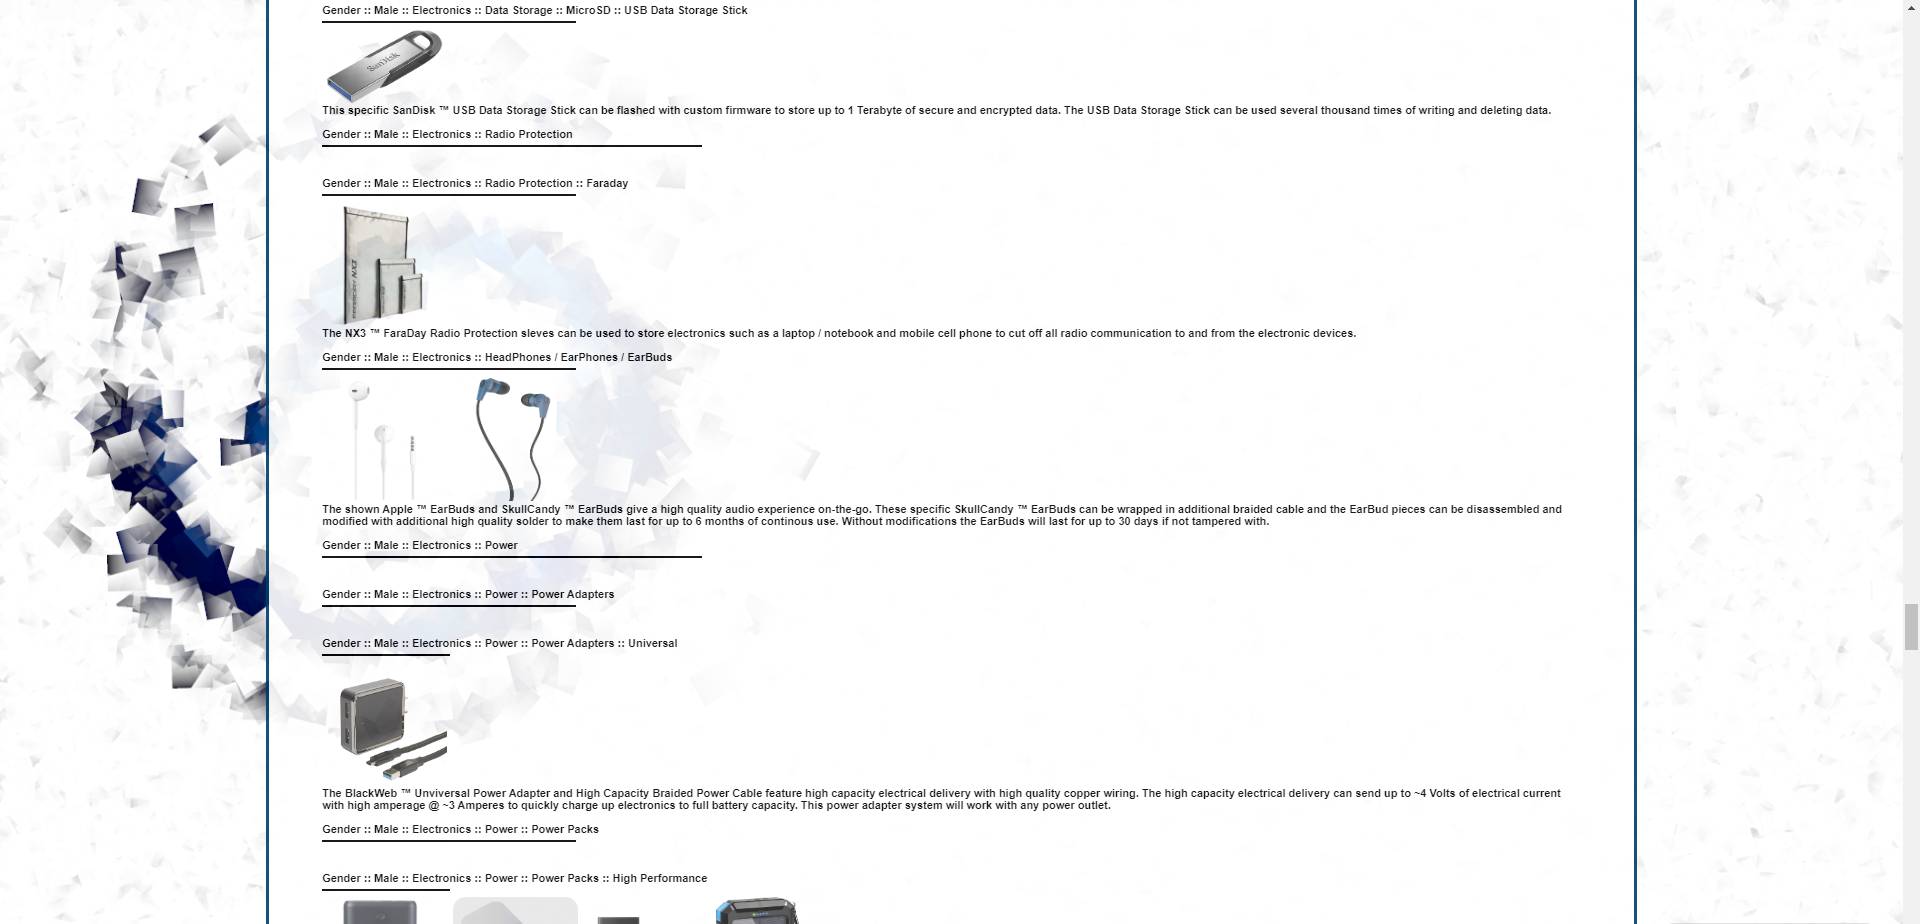 Gender :: Male :: Electronics :: Data Storage :: MicroSD :: USB Data Storage Stick
SanDisk
This specific SanDisk ™ USB Data Storage Stick can be flashed with custom firmware to store up to 1 Terabyte of secure and encrypted data. The USB Data Storage Stick can be used several thousand times of writing and deleting data.
Gender :: Male :: Electronics :: Radio Protection
Gender :: Male :: Electronics :: Radio Protection :: Faraday
The NX3 ™ FaraDay Radio Protection sleves can be used to store electronics such as a laptop / notebook and mobile cell phone to cut off all radio communication to and from the electronic devices.
Gender :: Male :: Electronics :: HeadPhones / EarPhones / EarBuds
The shown Apple ™ EarBuds and SkullCandy ™ EarBuds give a high quality audio experience on-the-go. These specific SkullCandy ™ EarBuds can be wrapped in additional braided cable and the EarBud pieces can be disassembled and
modified with additional high quality solder to make them last for up to 6 months of continous use. Without modifications the EarBuds will last for up to 30 days if not tampered with.
Gender :: Male :: Electronics :: Power
Gender :: Male :: Electronics :: Power :: Power Adapters
Gender :: Male :: Electronics :: Power :: Power Adapters :: Universal
The BlackWeb ™ Unviversal Power Adapter and High Capacity Braided Power Cable feature high capacity electrical delivery with high quality copper wiring. The high capacity electrical delivery can send up to ~4 Volts of electrical current
with high amperage @ ~3 Amperes to quickly charge up electronics to full battery capacity. This power adapter system will work with any power outlet.
Gender :: Male :: Electronics :: Power :: Power Packs
Gender :: Male :: Electronics :: Power :: Power Packs :: High Performance